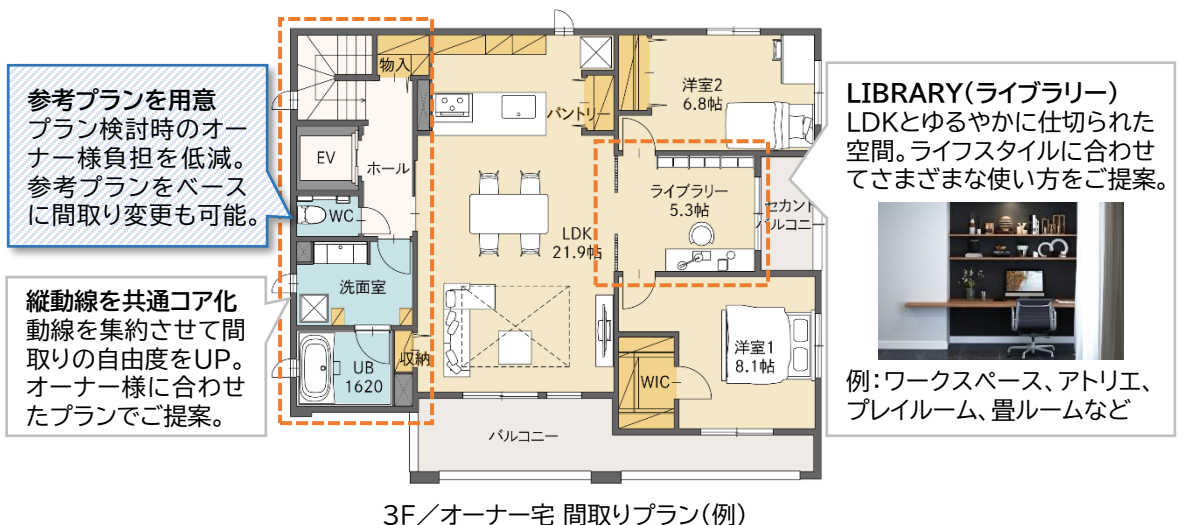 参考プランを用意
プラン検討時のオー
ナー様負担を低減。
参考プランをベース
に間取り変更も可能。
縦動線を共通コア化
動線を集約させて間
取りの自由度をUP。
オーナー様に合わせ
たプランでご提案。
物入
パントリー
洋室2
6.8帖
EV
ホール
WC
ライブラリー
5.3帖
セカンド
バルコニー
LDK
21.9帖
洗面室
収納
UB
1620
WIC
洋室1
8.1帖
バルコニー
LIBRARY(ライブラリー)
LDKとゆるやかに仕切られた
空間。ライフスタイルに合わせ
てさまざまな使い方をご提案。
例:ワークスペース、アトリエ、
プレイルーム、畳ルームなど
3F/オーナー宅 間取りプラン(例)